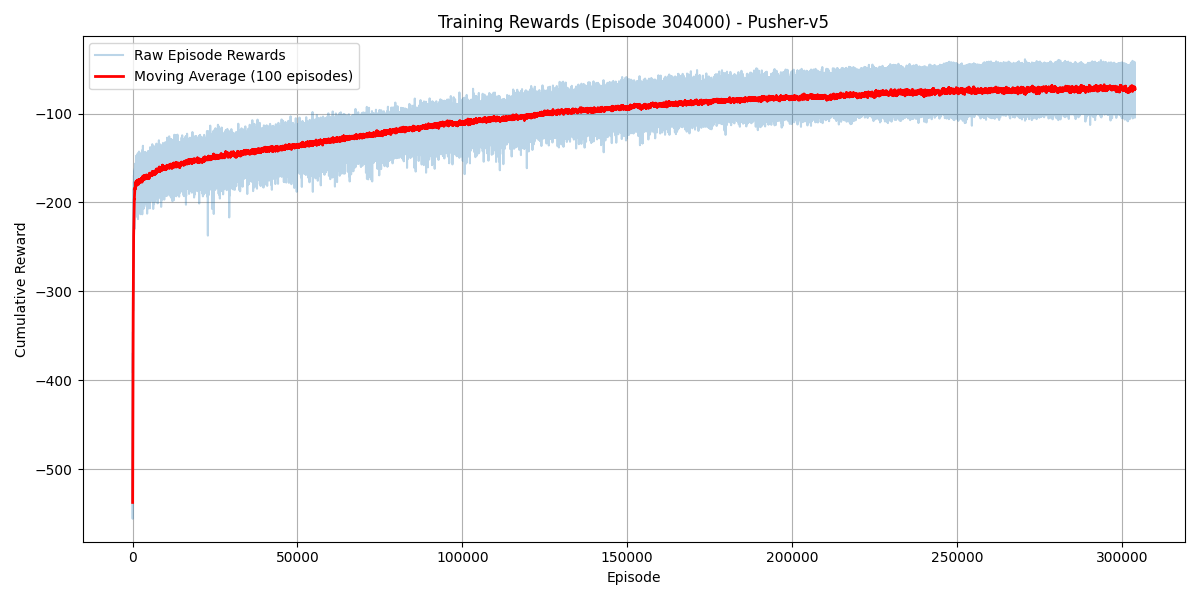 Training Rewards (Episode 304000) - Pusher-v5
Raw Episode Rewards
Moving Average (100 episodes)
Cumulative Reward
−100
−200
−300
−400
−500
0
50000
100000
150000
200000
250000
300000
Episode